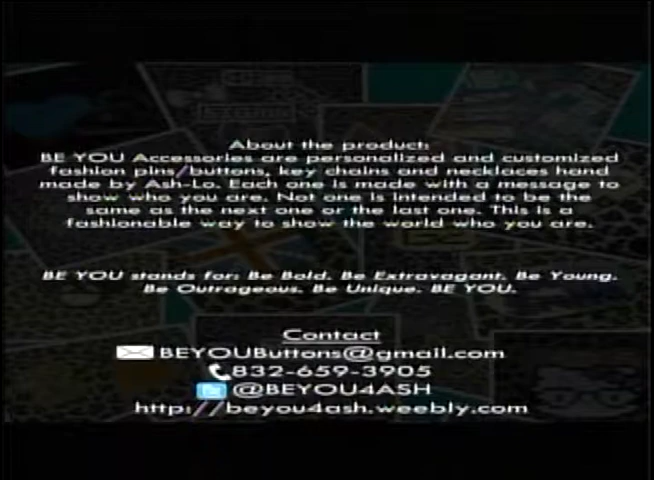 About the product:
BE YOU Accessories are personalized and customized
fashion pins/buttons, key chains and necklaces hand
made by Ash-Lo. Each one is made with a message to
show who you are. Not one is intended to be the
same as the next one or the last one. This is a
fashionable way to show the world who you are.
BE YOU stands for: Be Bold. Be Extravagant. Be Young.
Be Outrageous. Be Unique. BE YOU.
Contact
BEYOUButtons@gmail.com
832-659-3905
@BEYOU4ASH
http://beyou4ash.weebly.com